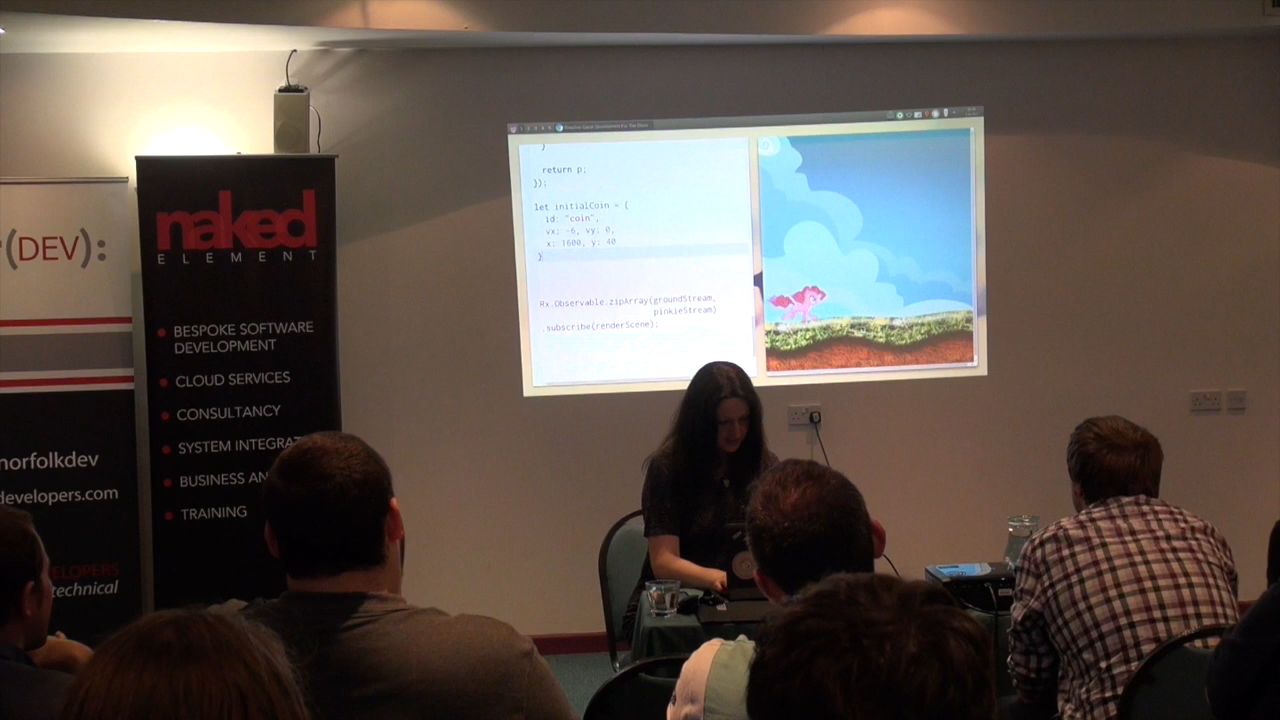 (DEV):
norfolkdev
developers.com
technical
naked
ELEMENT
BESPOKE SOFTWARE
DEVELOPMENT
CLOUD SERVICES
CONSULTANCY
SYSTEM INTEGRAT
BUSINESS AN
TRAINING
}
return p;
});
let initialCoin = {
id: "coin",
vx: -6, vy: 0,
x: 1600, y: 40
}
Rx.Observable.zipArray(groundStream,
pinkieStream)
.subscribe(renderScene);